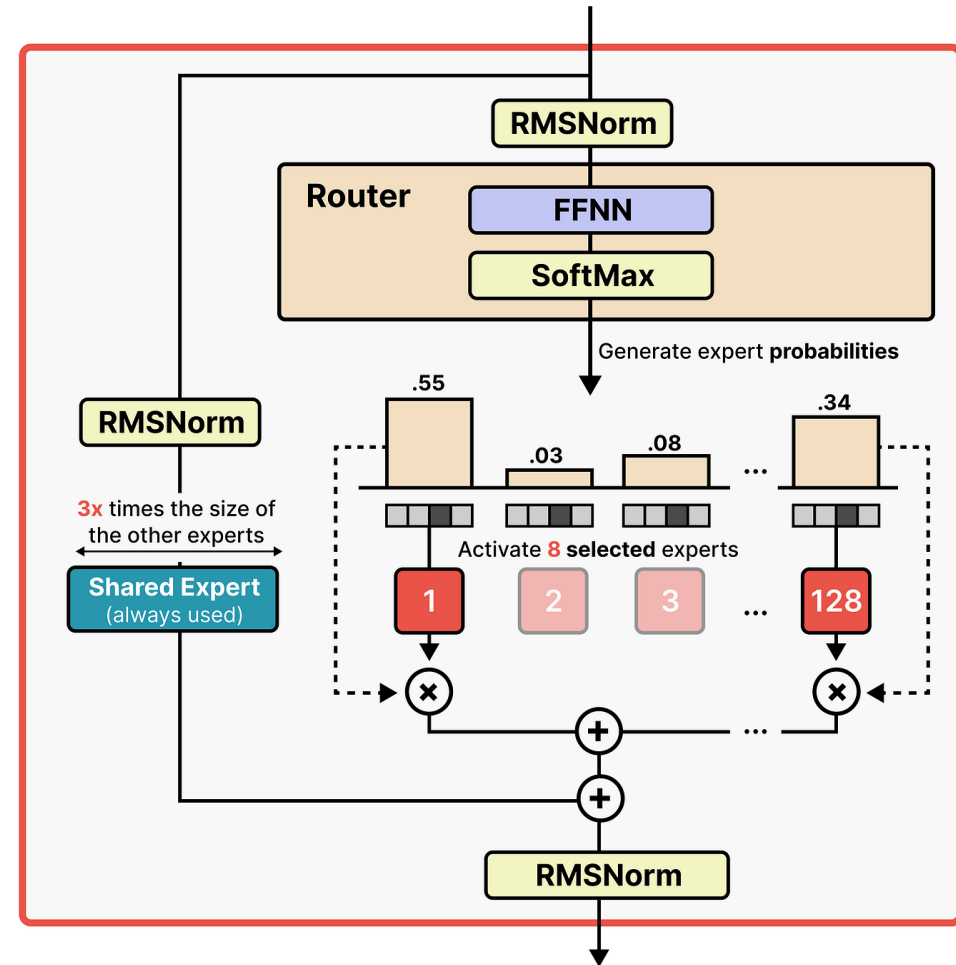 RMSNorm
Router
FFNN
SoftMax
Generate expert probabilities
.55
.03
.08
...
.34
RMSNorm
3x times the size of
the other experts
Shared Expert
(always used)
Activate 8 selected experts
1
2
3
...
128
×
×
+
...
+
RMSNorm